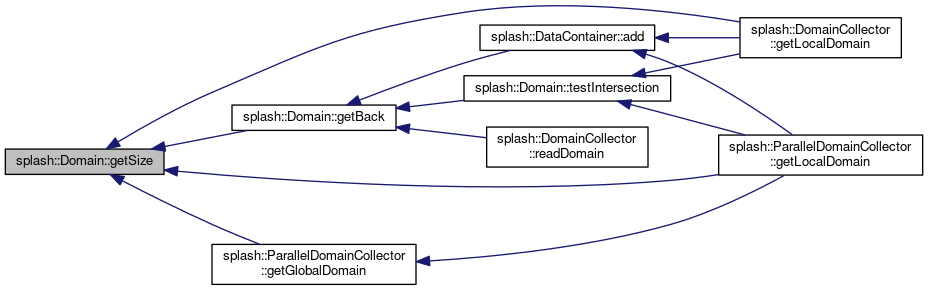 splash::Domain::getSize
splash::Domain::getBack
splash::ParallelDomainCollector
::getGlobalDomain
splash::DataContainer::add
splash::Domain::testIntersection
splash::DomainCollector
::readDomain
splash::DomainCollector
::getLocalDomain
splash::ParallelDomainCollector
::getLocalDomain